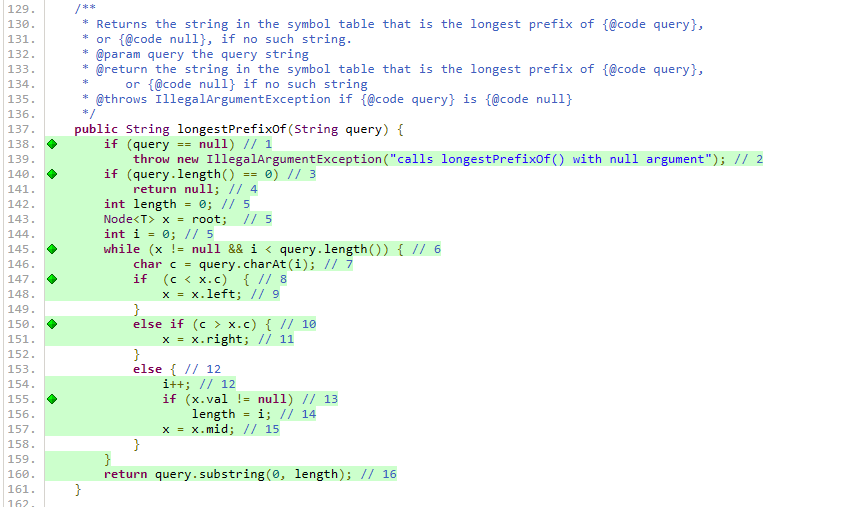 129. /**
130. * Returns the string in the symbol table that is the longest prefix of {@code query},
131. * or {@code null}, if no such string.
132. * @param query the query string
133. * @return the string in the symbol table that is the longest prefix of {@code query},
134. * or {@code null} if no such string
135. * @throws IllegalArgumentException if {@code query} is {@code null}
136. */
137. public String longestPrefixOf(String query) {
138. if (query == null) // 1
139. throw new IllegalArgumentException("calls longestPrefixOf() with null argument"); // 2
140. if (query.length() == 0) // 3
141. return null; // 4
142. int length = 0; // 5
143. Node<T> x = root; // 5
144. int i = 0; // 5
145. while (x != null && i < query.length()) { // 6
146. char c = query.charAt(i); // 7
147. if (c < x.c) { // 8
148. x = x.left; // 9
149. }
150. else if (c > x.c) { // 10
151. x = x.right; // 11
152. }
153. else { // 12
154. i++; // 12
155. if (x.val != null) // 13
156. length = i; // 14
157. x = x.mid; // 15
158. }
159. }
160. return query.substring(0, length); // 16
161. }
162.